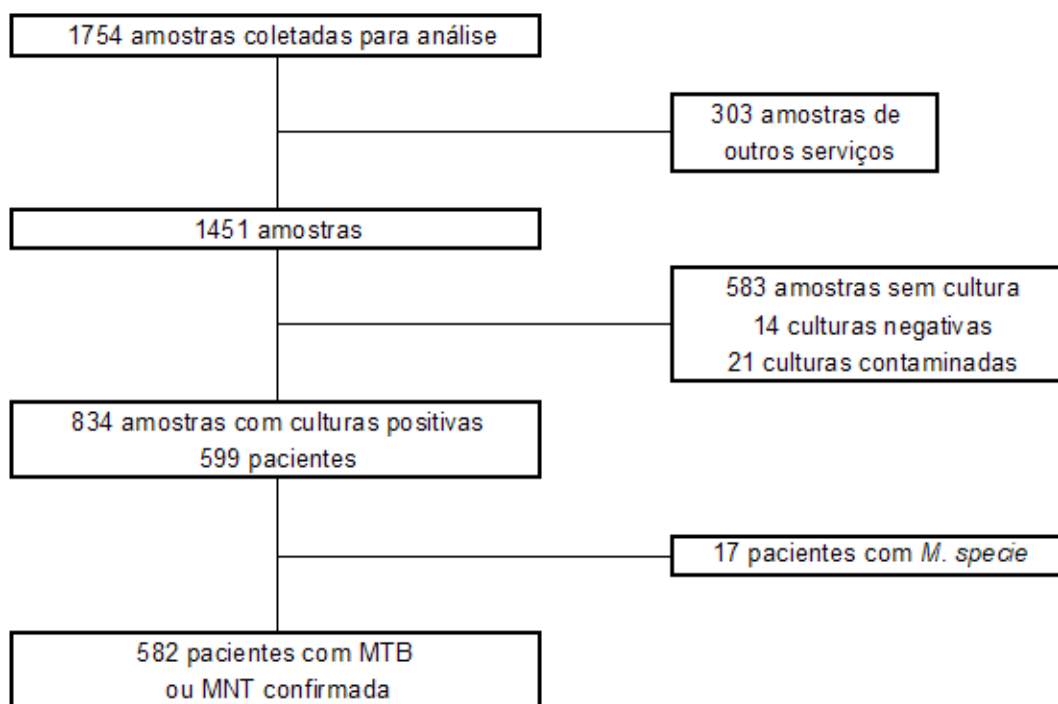 1754 amostras coletadas para análise
303 amostras de
outros serviços
1451 amostras
583 amostras sem cultura
14 culturas negativas
21 culturas contaminadas
834 amostras com culturas positivas
599 pacientes
17 pacientes com M. specie
582 pacientes com MTB
ou MNT confirmada